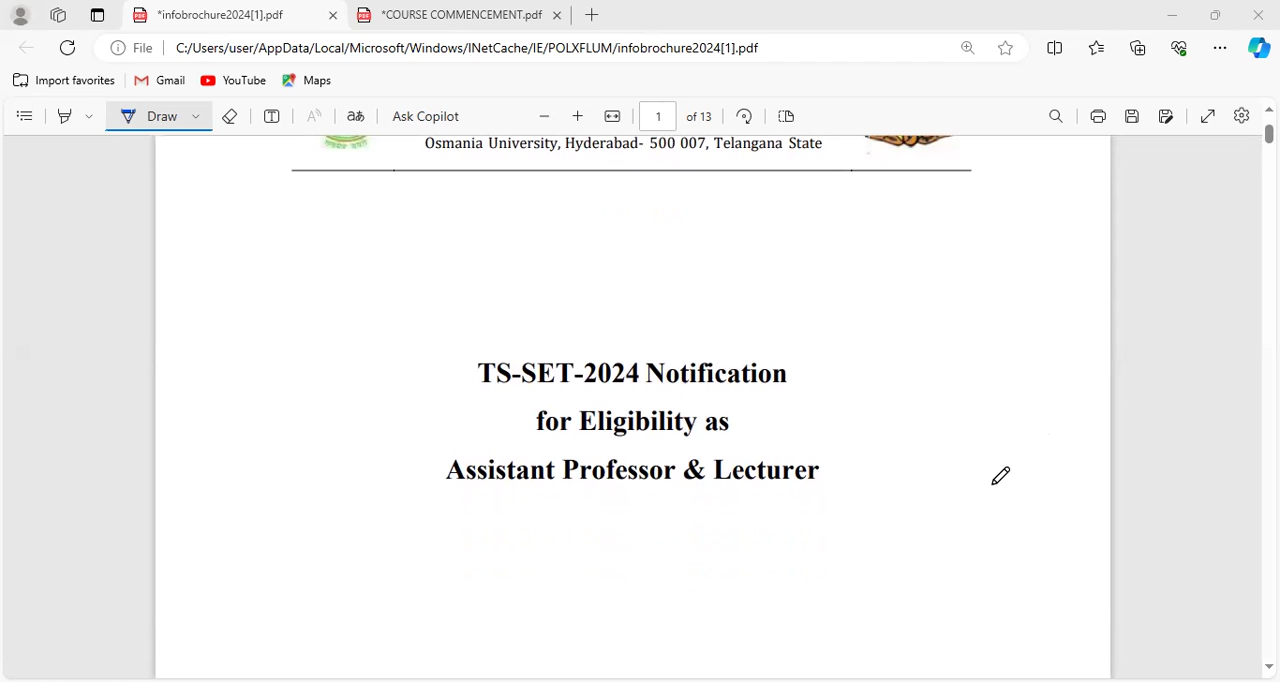 *infobrochure2024[1].pdf
*COURSE COMMENCEMENT.pdf
File
C:/Users/user/AppData/Local/Microsoft/Windows/INetCache/IE/POLXFLUM/infobrochure2024[1].pdf
Import favorites
Gmail
YouTube
Maps
Draw
aあ
Ask Copilot
1
of 13
Osmania University, Hyderabad- 500 007, Telangana State
TS-SET-2024 Notification
for Eligibility as
Assistant Professor & Lecturer